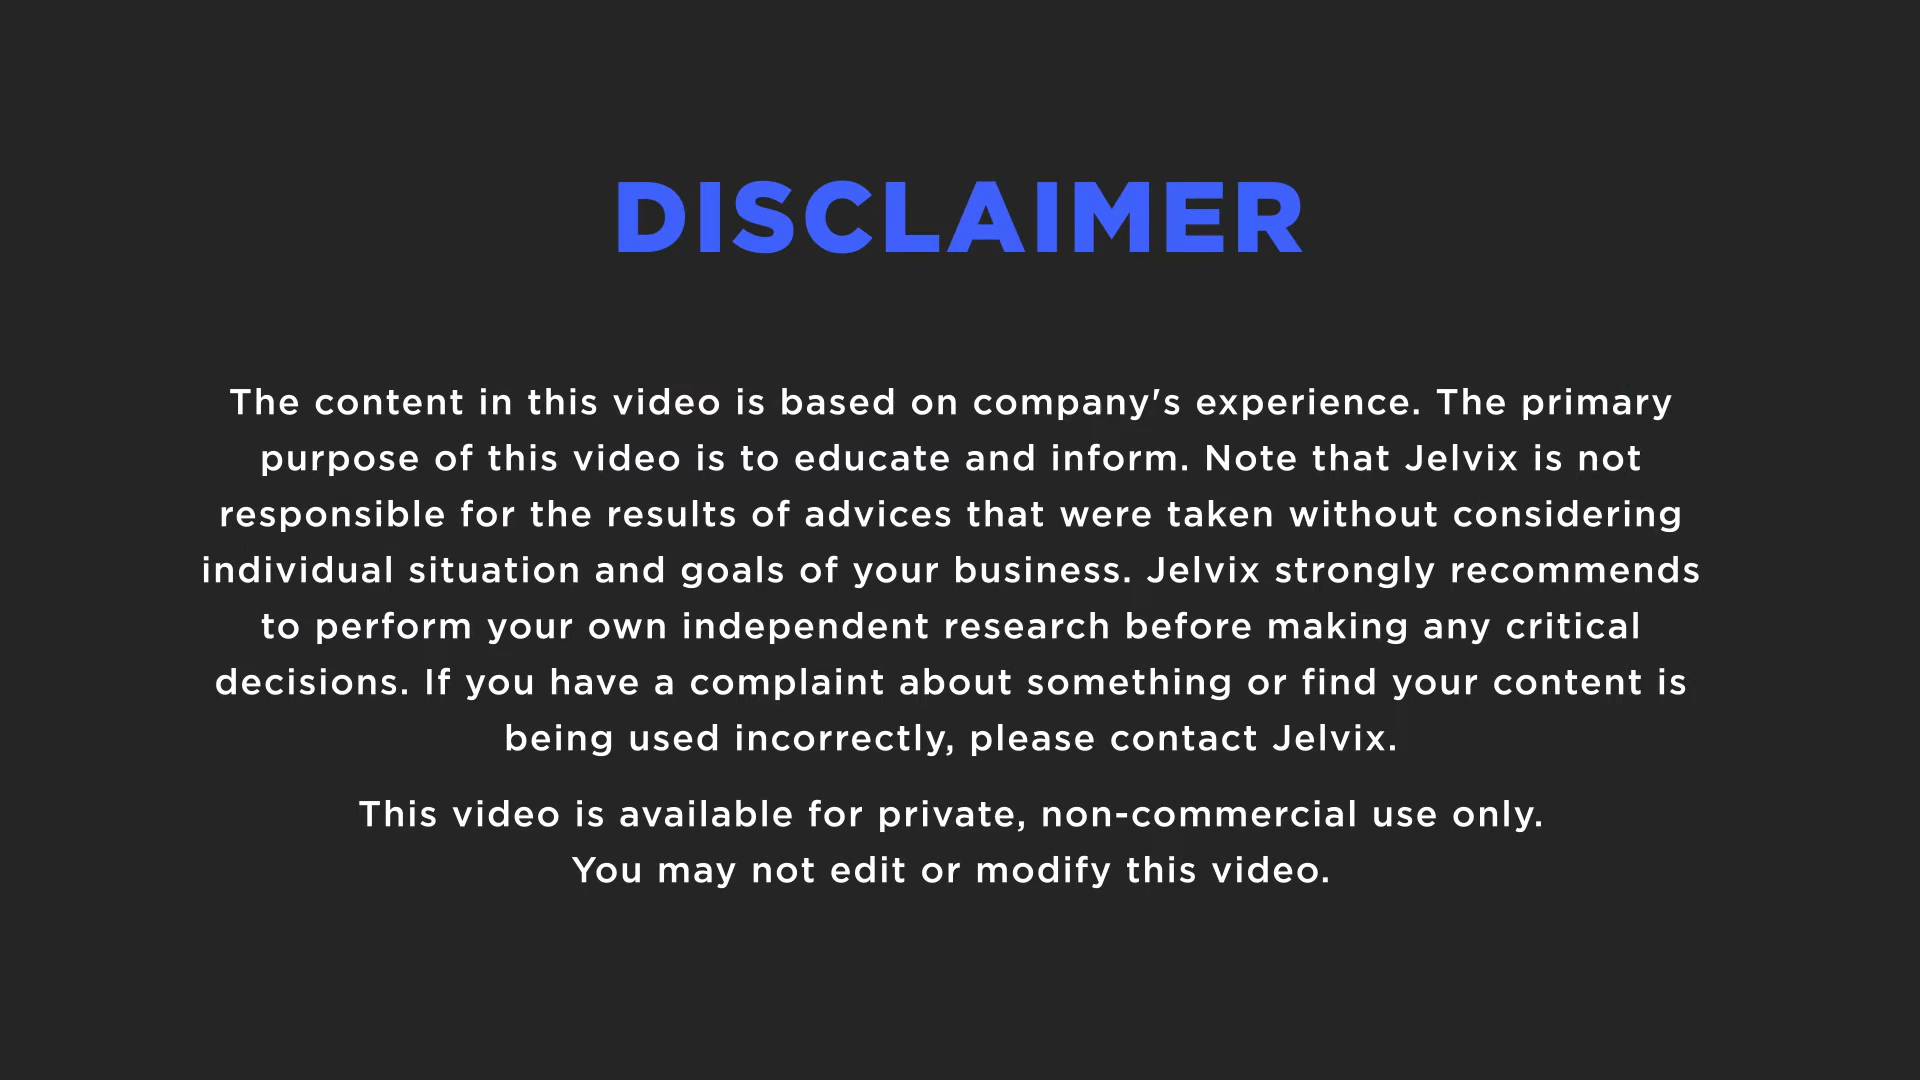 DISCLAIMER
The content in this video is based on company's experience. The primary
purpose of this video is to educate and inform. Note that Jelvix is not
responsible for the results of advices that were taken without considering
individual situation and goals of your business. Jelvix strongly recommends
to perform your own independent research before making any critical
decisions. If you have a complaint about something or find your content is
being used incorrectly, please contact Jelvix.
This video is available for private, non-commercial use only.
You may not edit or modify this video.